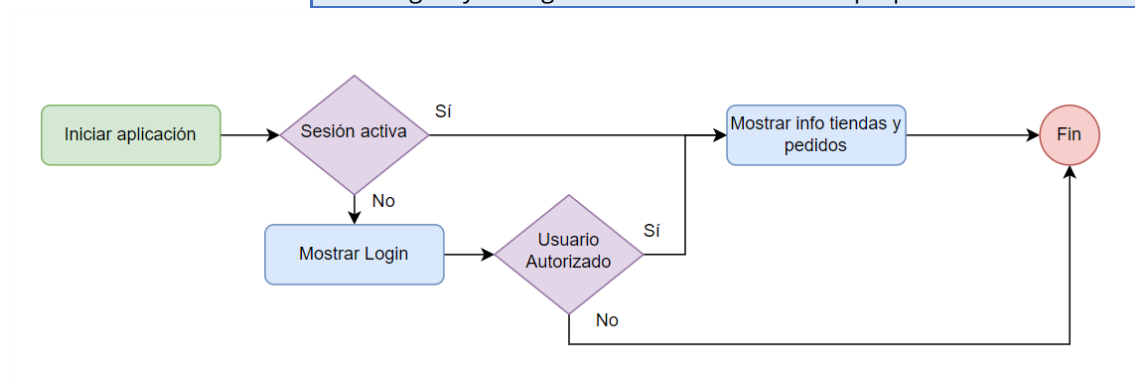 Iniciar aplicación
Sesión activa
Sí
No
Mostrar Login
Usuario
Autorizado
Sí
No
Mostrar info tiendas y
pedidos
Fin